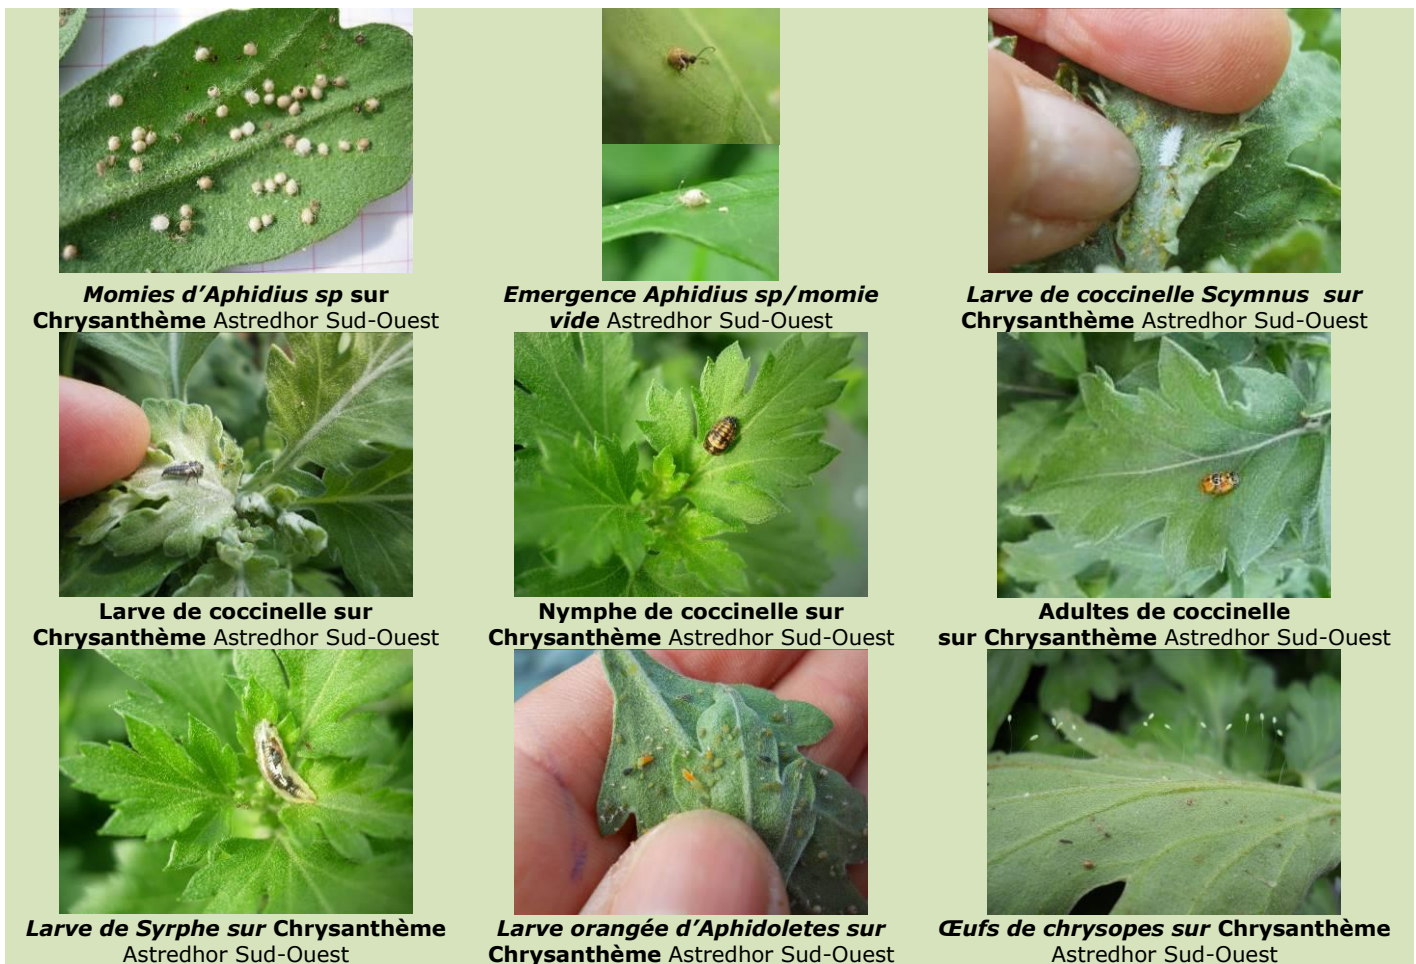 Momies d’Aphidius sp sur
Chrysanthème Astredhor Sud-Ouest
Emergence Aphidius sp/momie
vide Astredhor Sud-Ouest
Larve de coccinelle Scymnus sur
Chrysanthème Astredhor Sud-Ouest
Larve de coccinelle sur
Chrysanthème Astredhor Sud-Ouest
Nymphe de coccinelle sur
Chrysanthème Astredhor Sud-Ouest
Adultes de coccinelle
sur Chrysanthème Astredhor Sud-Ouest
Larve de Syrphe sur Chrysanthème
Astredhor Sud-Ouest
Larve orangée d’Aphidoletes sur
Chrysanthème Astredhor Sud-Ouest
Œufs de chrysopes sur Chrysanthème
Astredhor Sud-Ouest